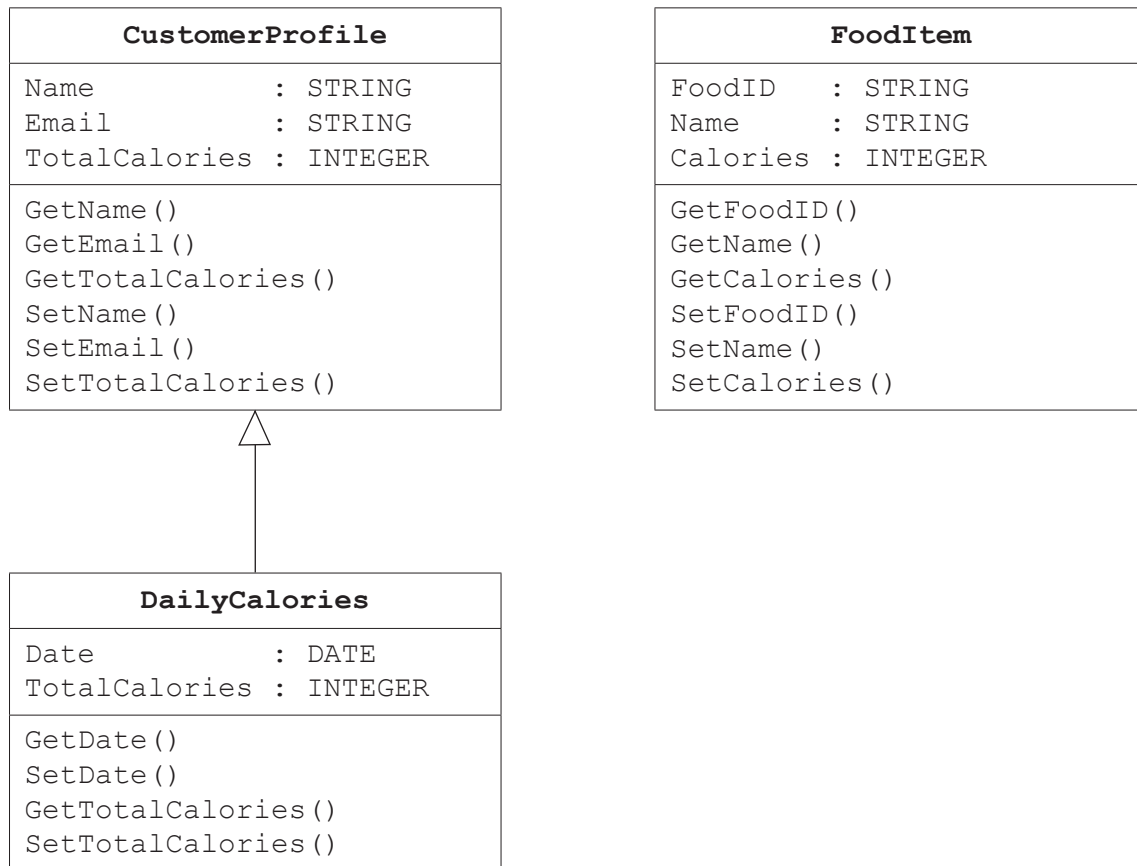 CustomerProfile
Name : STRING
Email : STRING
TotalCalories : INTEGER
GetName()
GetEmail()
GetTotalCalories()
SetName()
SetEmail()
SetTotalCalories()
FoodItem
FoodID : STRING
Name : STRING
Calories : INTEGER
GetFoodID()
GetName()
GetCalories()
SetFoodID()
SetName()
SetCalories()
DailyCalories
Date : DATE
TotalCalories : INTEGER
GetDate()
SetDate()
GetTotalCalories()
SetTotalCalories()